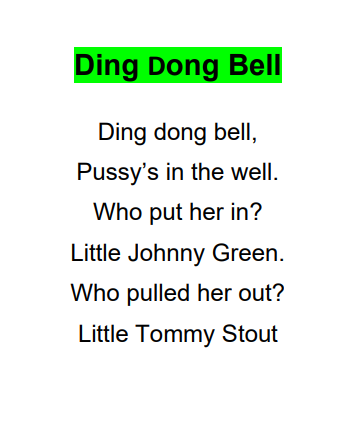 Ding Dong Bell
Ding dong bell,
Pussy’s in the well.
Who put her in?
Little Johnny Green.
Who pulled her out?
Little Tommy Stout